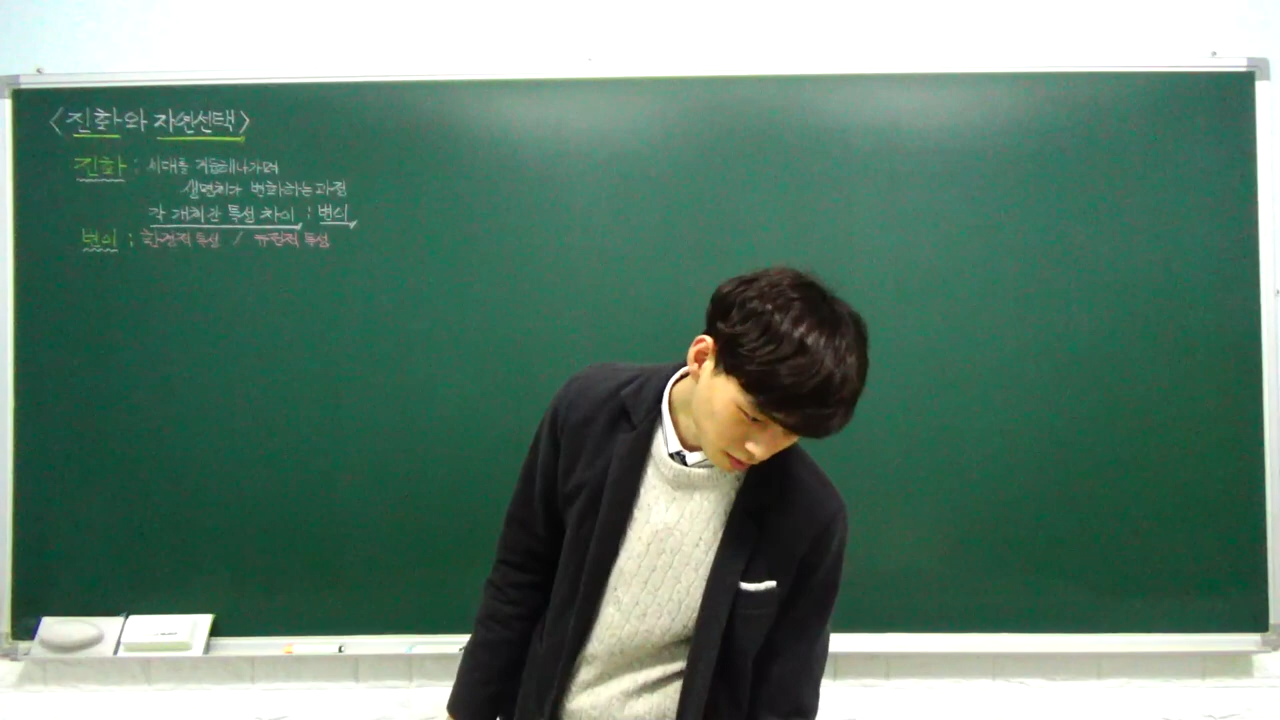 <진화와 자연선택>
진화 : 세대를 거듭해나가며
생명체가 변화하는 과정
각 개체간 특성 차이 : 변이
변이 : 환경적 특성 / 유전적 특성